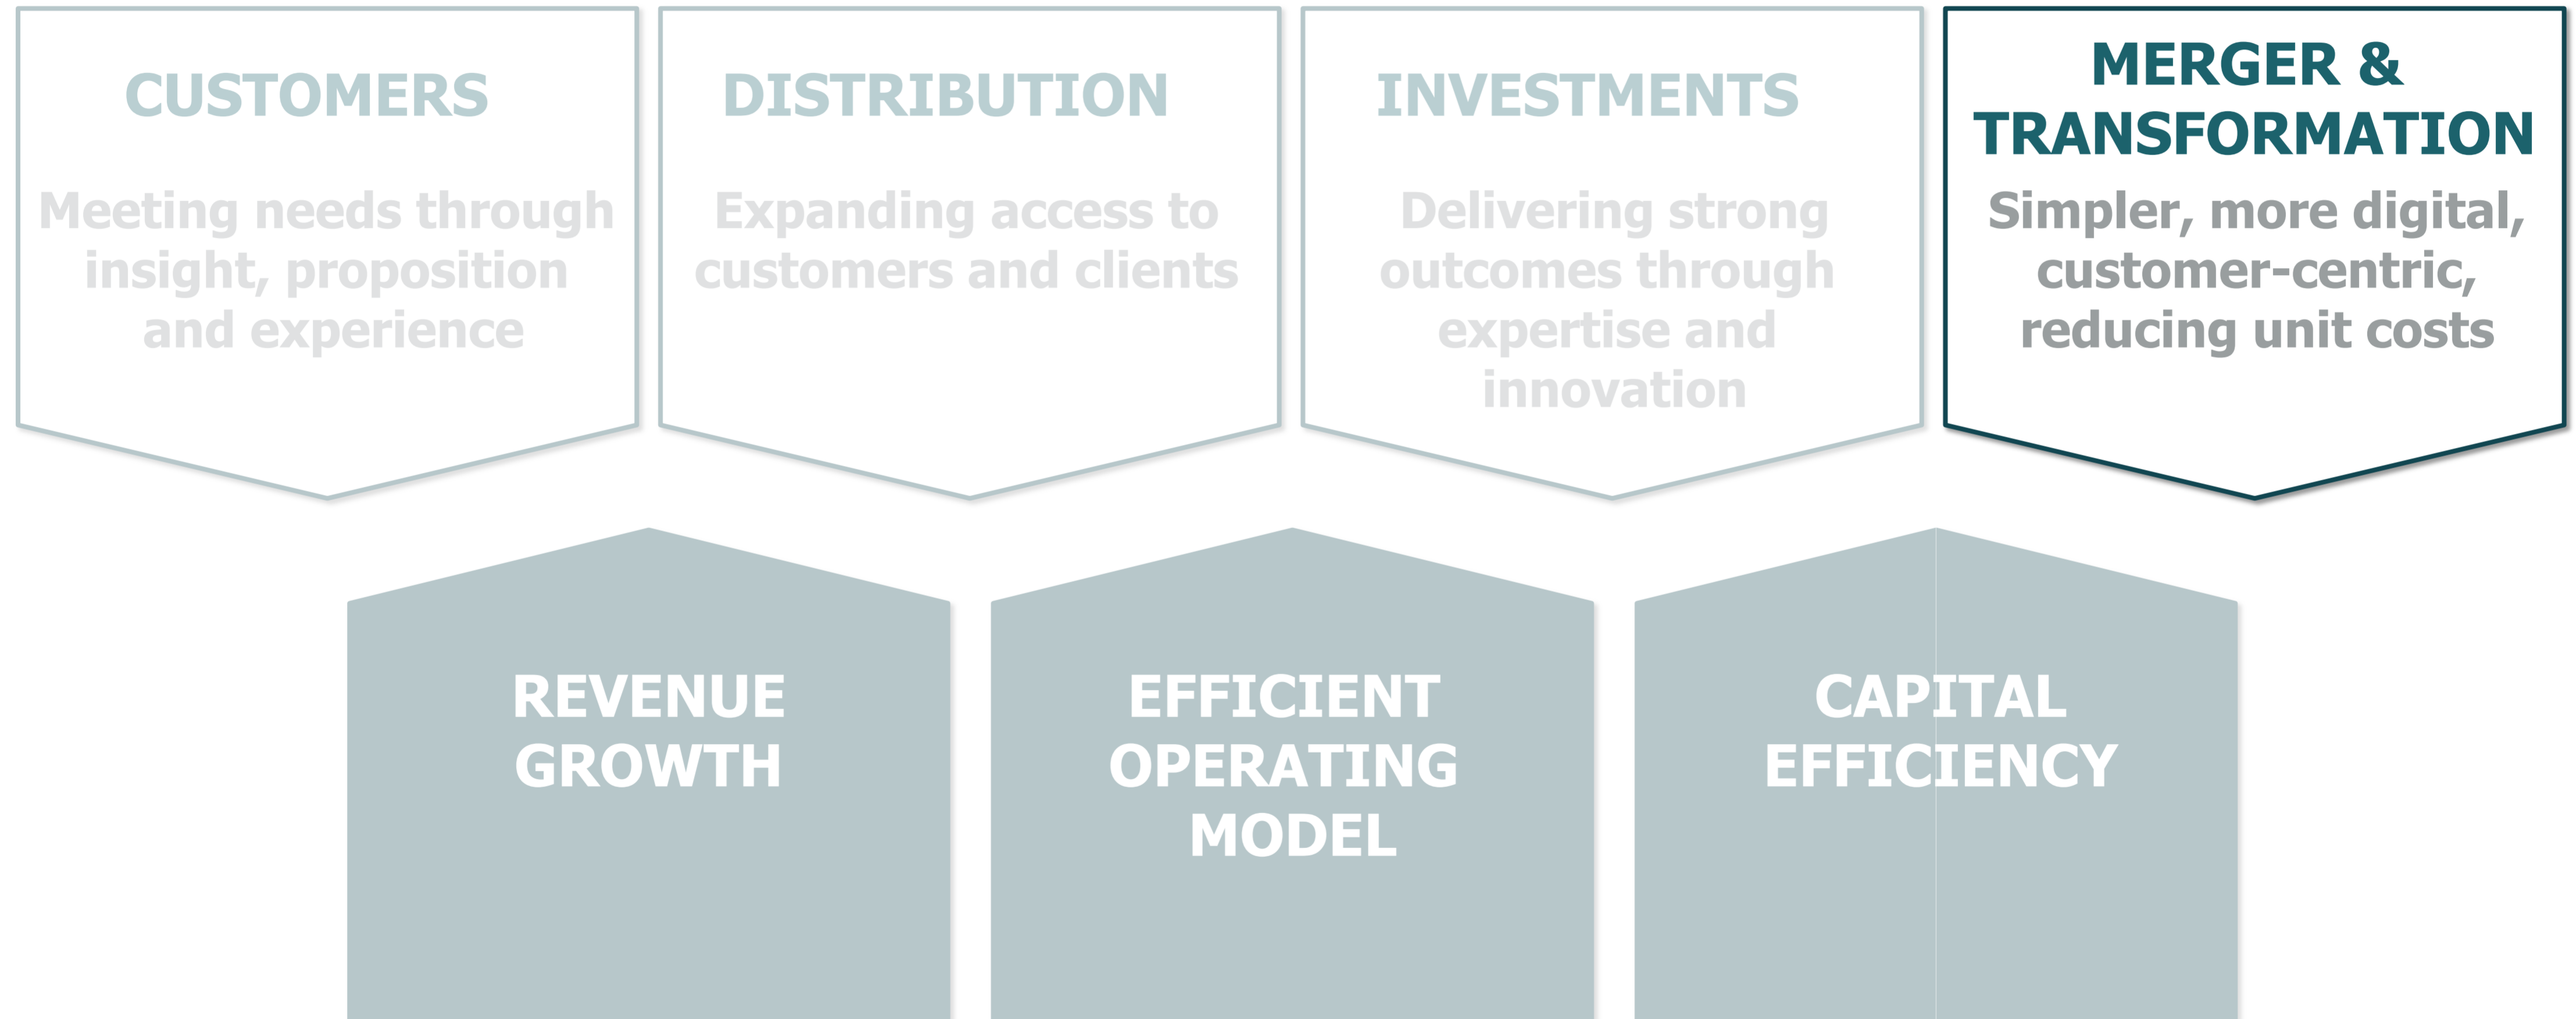 CUSTOMERS
Meeting needs through
insight, proposition
and experience
DISTRIBUTION
Expanding access to
customers and clients
INVESTMENTS
Delivering strong
outcomes through
expertise and
innovation
MERGER &
TRANSFORMATION
Simpler, more digital,
customer-centric,
reducing unit costs
REVENUE
GROWTH
EFFICIENT
OPERATING
MODEL
CAPITAL
EFFICIENCY